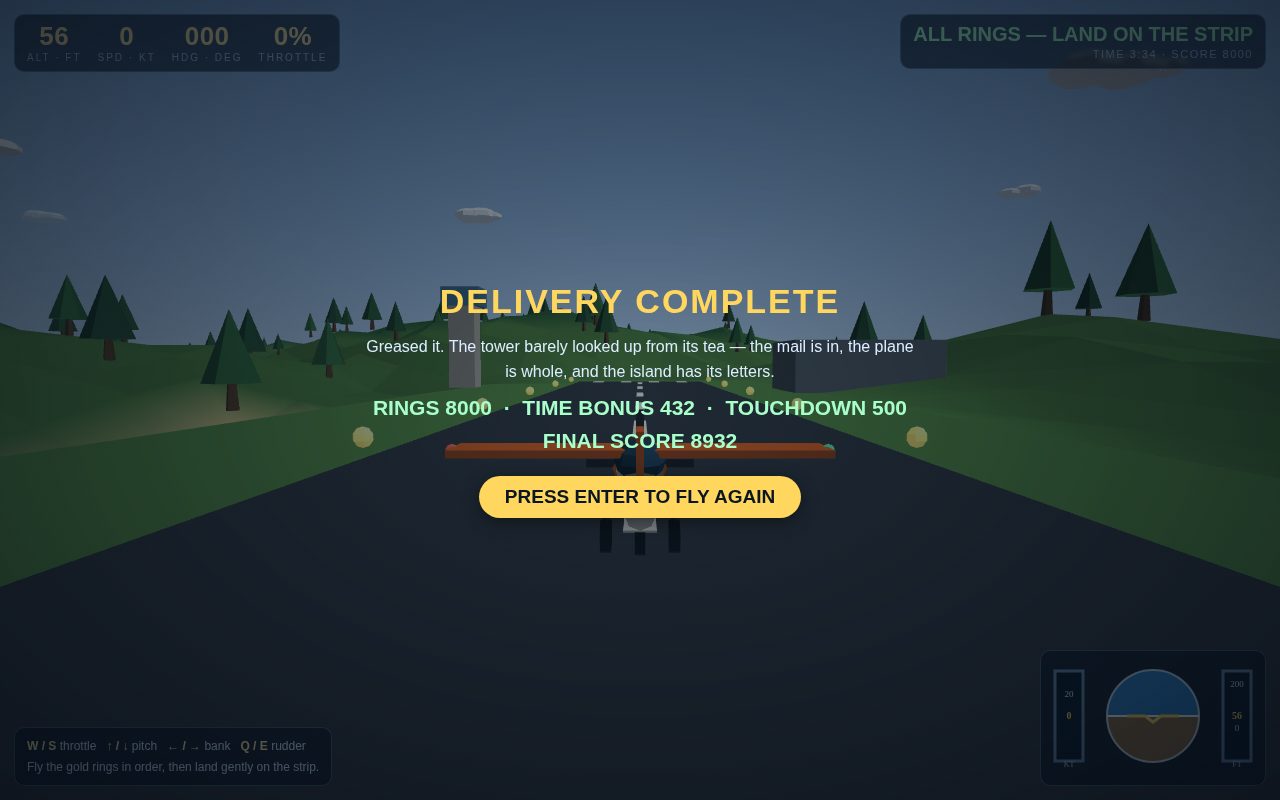 56 0 000 0%
ALT · FT SPD · KT HDG · DEG THROTTLE
ALL RINGS — LAND ON THE STRIP
TIME 3:34 · SCORE 8000
DELIVERY COMPLETE
Greased it. The tower barely looked up from its tea — the mail is in, the plane
is whole, and the island has its letters.
RINGS 8000 · TIME BONUS 432 · TOUCHDOWN 500
FINAL SCORE 8932
PRESS ENTER TO FLY AGAIN
W / S throttle ↑ / ↓ pitch ← / → bank Q / E rudder
Fly the gold rings in order, then land gently on the strip.
20
0
KT
200
56
0
FT